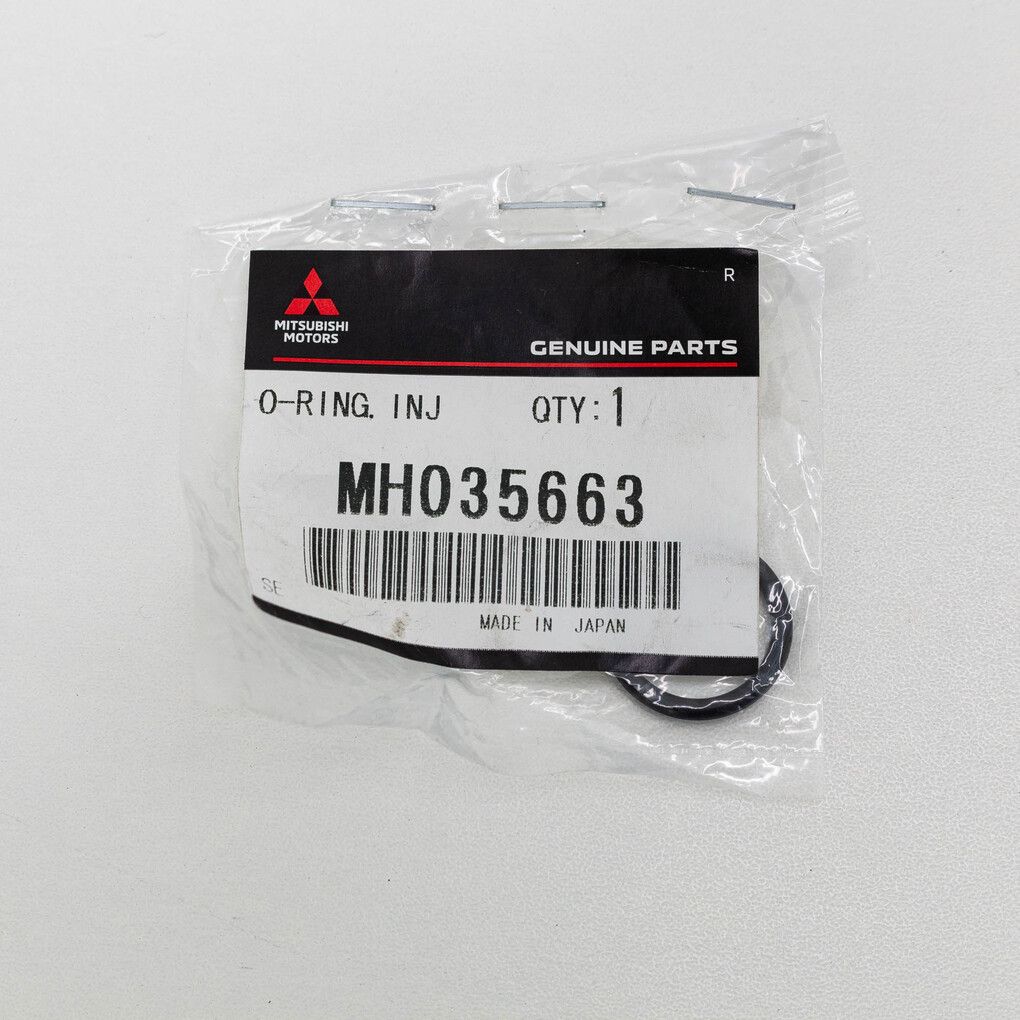 R
MITSUBISHI
MOTORS
GENUINE PARTS
O-RING, INJ QTY:1
MH035663
SE
MADE IN JAPAN